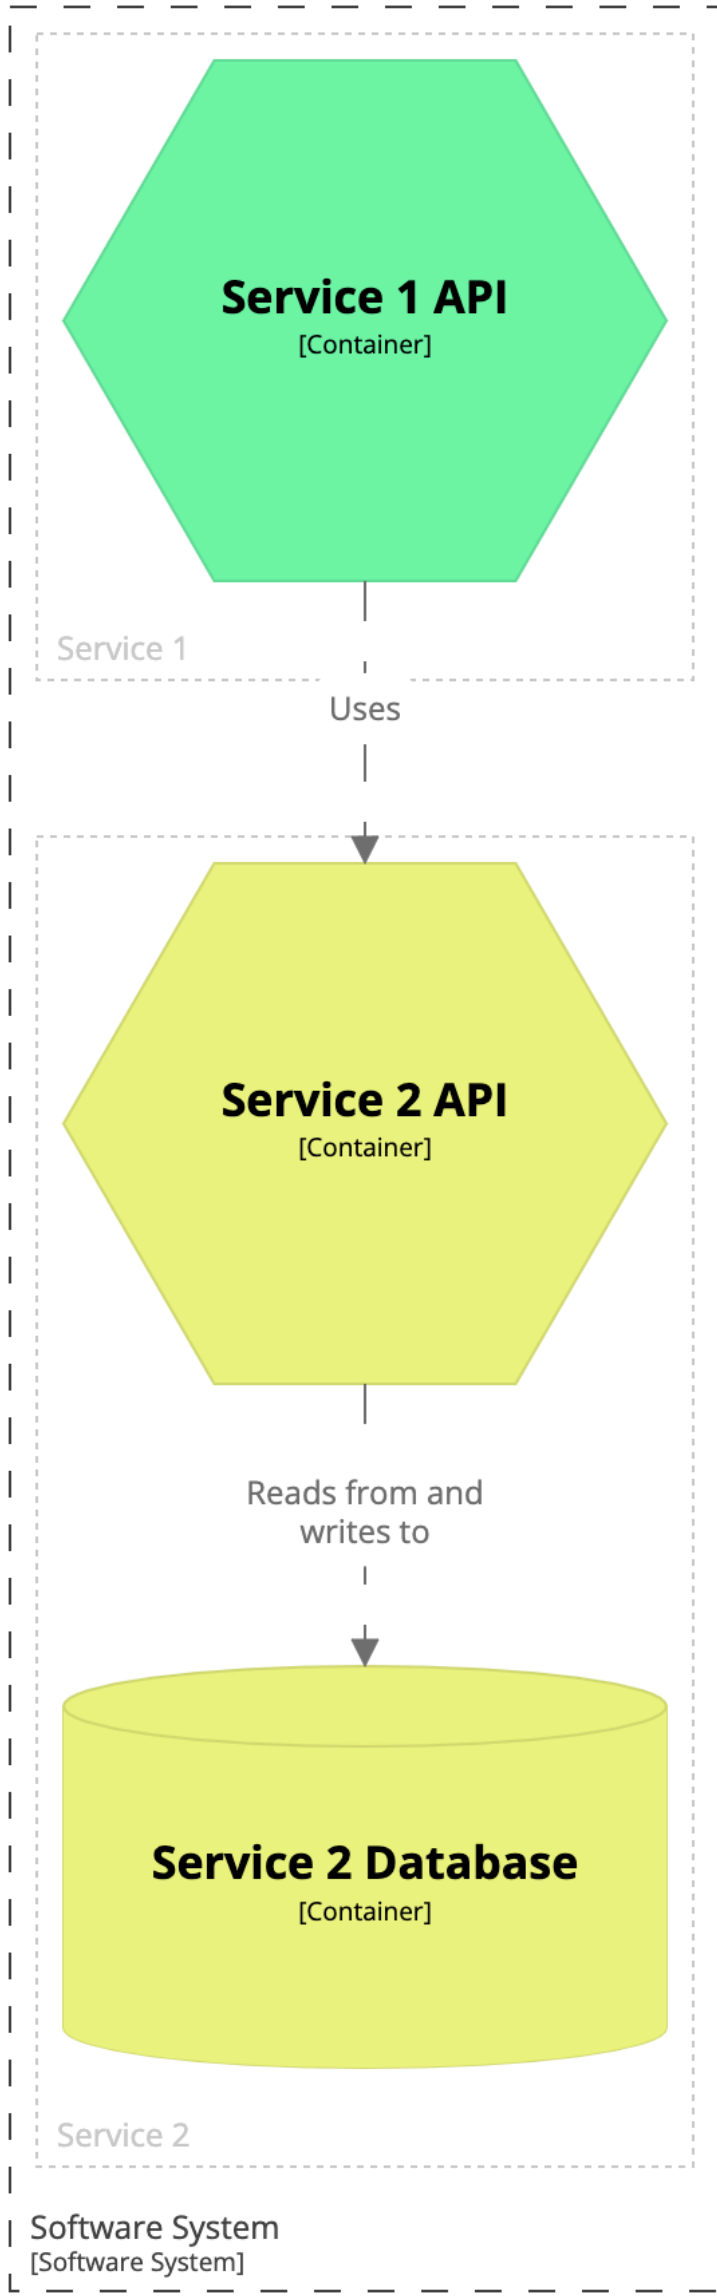 Service 1 API
[Container]
Service 1
Uses
Service 2 API
[Container]
Reads from and
writes to
Service 2 Database
[Container]
Service 2
Software System
[Software System]